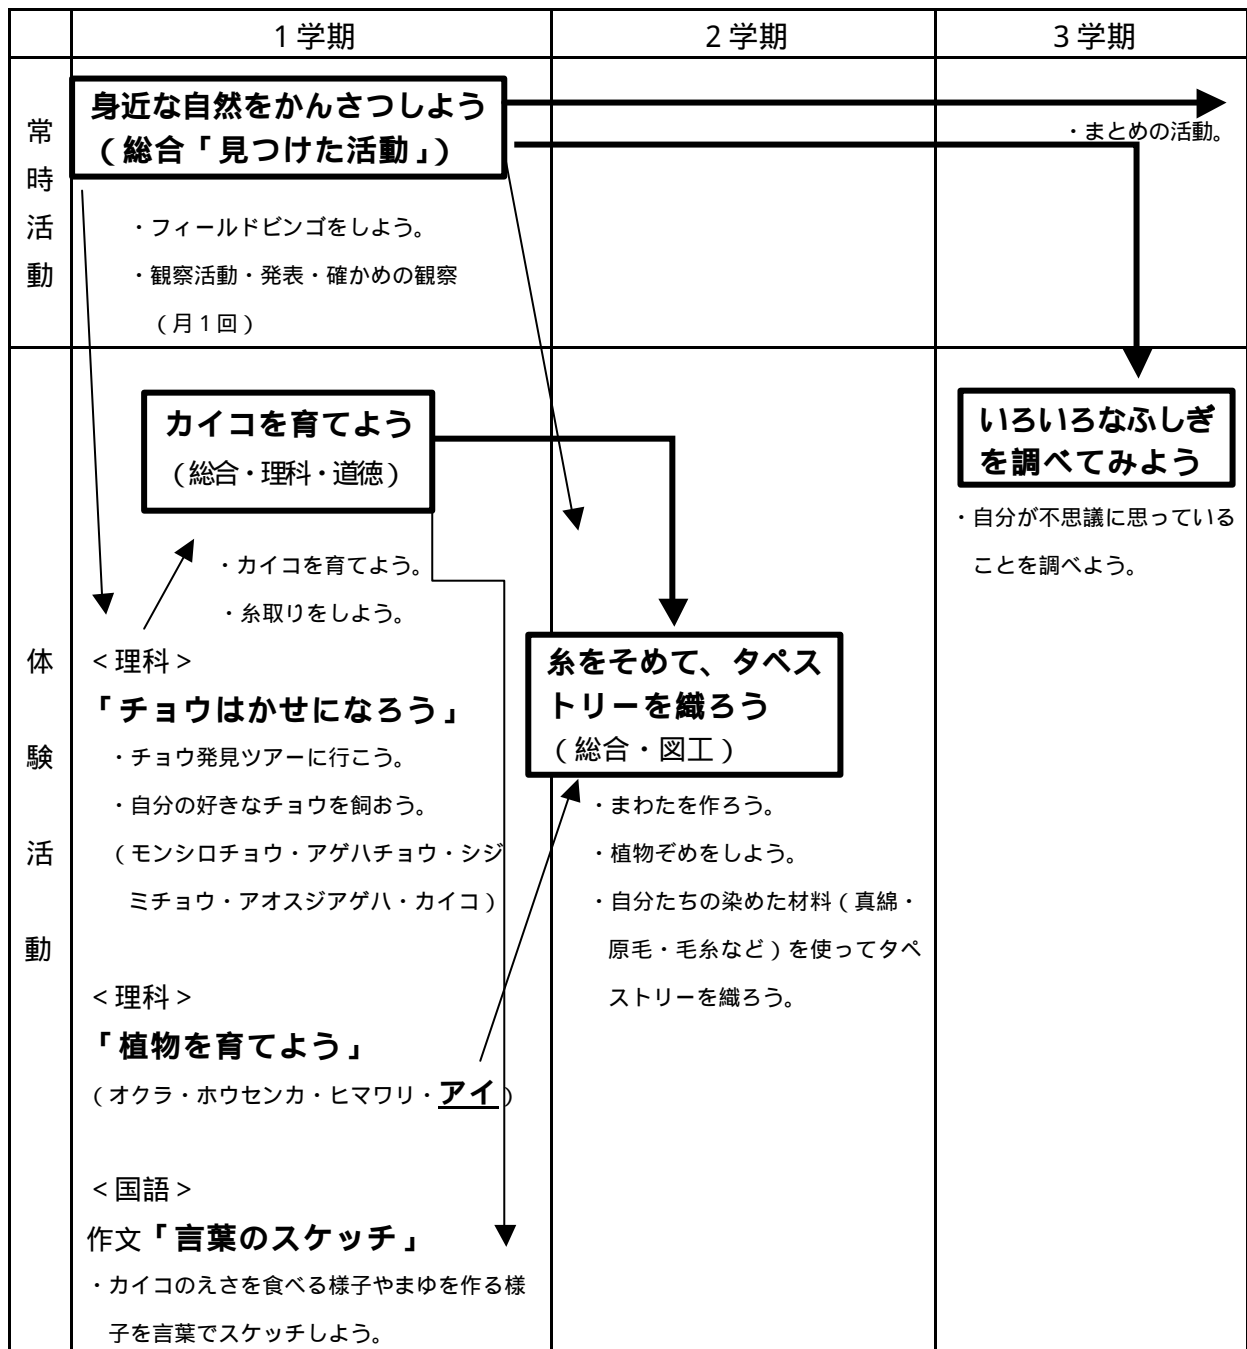 1学期
2学期
3学期
常時活動
身近な自然をかんさつしよう
(総合「見つけた活動」)
・まとめの活動。
・フィールドビンゴをしよう。
・観察活動・発表・確かめの観察
(月1回)
体験活動
カイコを育てよう
(総合・理科・道徳)
・カイコを育てよう。
・糸取りをしよう。
<理科>
「チョウはかせになろう」
・チョウ発見ツアーに行こう。
・自分の好きなチョウを飼おう。
(モンシロチョウ・アゲハチョウ・シジ
ミチョウ・アオスジアゲハ・カイコ)
<理科>
「植物を育てよう」
(オクラ・ホウセンカ・ヒマワリ・アイ)
<国語>
作文「言葉のスケッチ」
・カイコのえさを食べる様子やまゆを作る様
子を言葉でスケッチしよう。
糸をそめて、タペス
トリーを織ろう
(総合・図工)
・まわたを作ろう。
・植物ぞめをしよう。
・自分たちの染めた材料(真綿・
原毛・毛糸など)を使ってタペ
ストリーを織ろう。
いろいろなふしぎ
を調べてみよう
・自分が不思議に思っている
ことを調べよう。